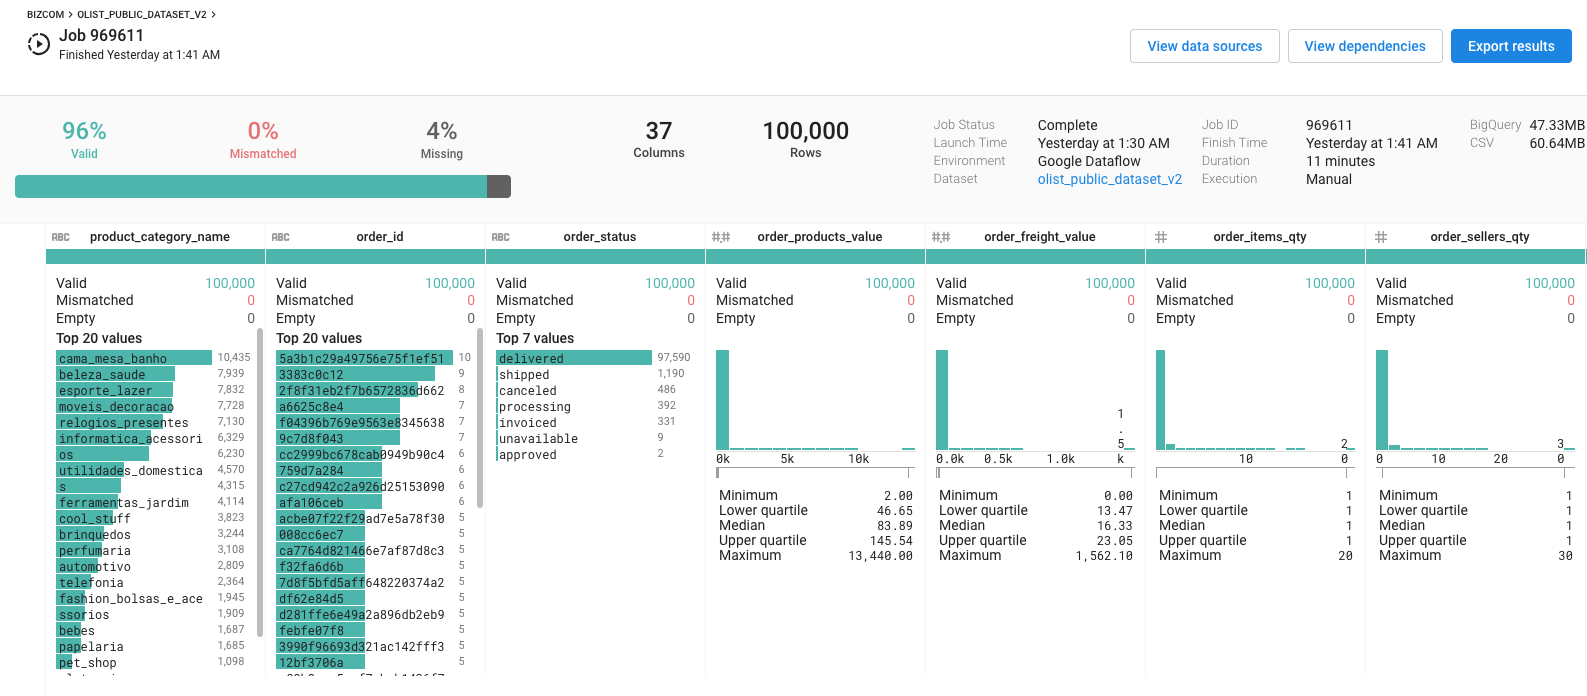 BIZCOM > OLIST_PUBLIC_DATASET_V2 >
Job 969611
Finished Yesterday at 1:41 AM
View data sources
View dependencies
Export results
96%
Valid
0%
Mismatched
4%
Missing
37
Columns
100,000
Rows
Job Status Complete
Launch Time Yesterday at 1:30 AM
Environment Google Dataflow
Dataset olist_public_dataset_v2
Job ID 969611
Finish Time Yesterday at 1:41 AM
Duration 11 minutes
Execution Manual
BigQuery 47.33MB
CSV 60.64MB
ABC product_category_name
Valid 100,000
Mismatched 0
Empty 0
Top 20 values
cama_mesa_banho 10,435
beleza_saude 7,939
esporte_lazer 7,832
moveis_decoracao 7,728
relogios_presentes 7,130
informatica_acessori 6,329
os 6,230
utilidades_domestica 4,570
s 4,315
ferramentas_jardim 4,114
cool_stuff 3,823
brinquedos 3,244
perfumaria 3,108
automotivo 2,809
telefonia 2,364
fashion_bolsas_e_ace 1,945
ssorios 1,909
bebes 1,687
papelaria 1,685
pet_shop 1,098
ABC order_id
Valid 100,000
Mismatched 0
Empty 0
Top 20 values
5a3b1c29a49756e75f1ef51 10
3383c0c12 9
2f8f31eb2f7b6572836d662 8
a6625c8e4 7
f04396b769e9563e8345638 7
9c7d8f043 7
cc2999bc678cab0949b90c4 6
759d7a284 6
c27cd942c2a926d25153090 6
afa106ceb 6
acbe07f22f29ad7e5a78f30 5
008cc6ec7 5
ca7764d821466e7af87d8c3 5
f32fa6d6b 5
7d8f5bfd5aff648220374a2 5
df62e84d5 5
d281ffe6e49a2a896db2eb9 5
febfe07f8 5
3990f96693d321ac142fff3 5
12bf3706a 5
ABC order_status
Valid 100,000
Mismatched 0
Empty 0
Top 7 values
delivered 97,590
shipped 1,190
canceled 486
processing 392
invoiced 331
unavailable 9
approved 2
#,# order_products_value
Valid 100,000
Mismatched 0
Empty 0
0k 5k 10k
Minimum 2.00
Lower quartile 46.65
Median 83.89
Upper quartile 145.54
Maximum 13,440.00
#,# order_freight_value
Valid 100,000
Mismatched 0
Empty 0
1
.
5
0.0k 0.5k 1.0k k
Minimum 0.00
Lower quartile 13.47
Median 16.33
Upper quartile 23.05
Maximum 1,562.10
# order_items_qty
Valid 100,000
Mismatched 0
Empty 0
2
10 0
Minimum 1
Lower quartile 1
Median 1
Upper quartile 1
Maximum 20
# order_sellers_qty
Valid 100,000
Mismatched 0
Empty 0
3
0 10 20 0
Minimum 1
Lower quartile 1
Median 1
Upper quartile 1
Maximum 30